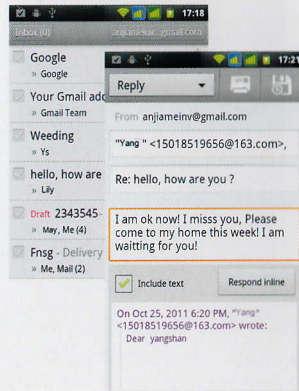 17:18
Inbox (0) anjiameinv...gmail.com
Google
» Google
Your Gmail add
» Gmail Team
Weeding
» Ys
hello, how are
» Lily
Draft 2343545-
» May, Me (4)
Fnsg - Delivery
» Me, Mail (2)
17:21
Reply
From anjiameinv@gmail.com
"Yang" <15018519656@163.com>,
Re: hello, how are you ?
I am ok now! I misss you, Please
come to my home this week! I am
waitting for you!
Include text Respond inline
On Oct 25, 2011 6:20 PM, "Yang"
<15018519656@163.com> wrote:
Dear yangshan